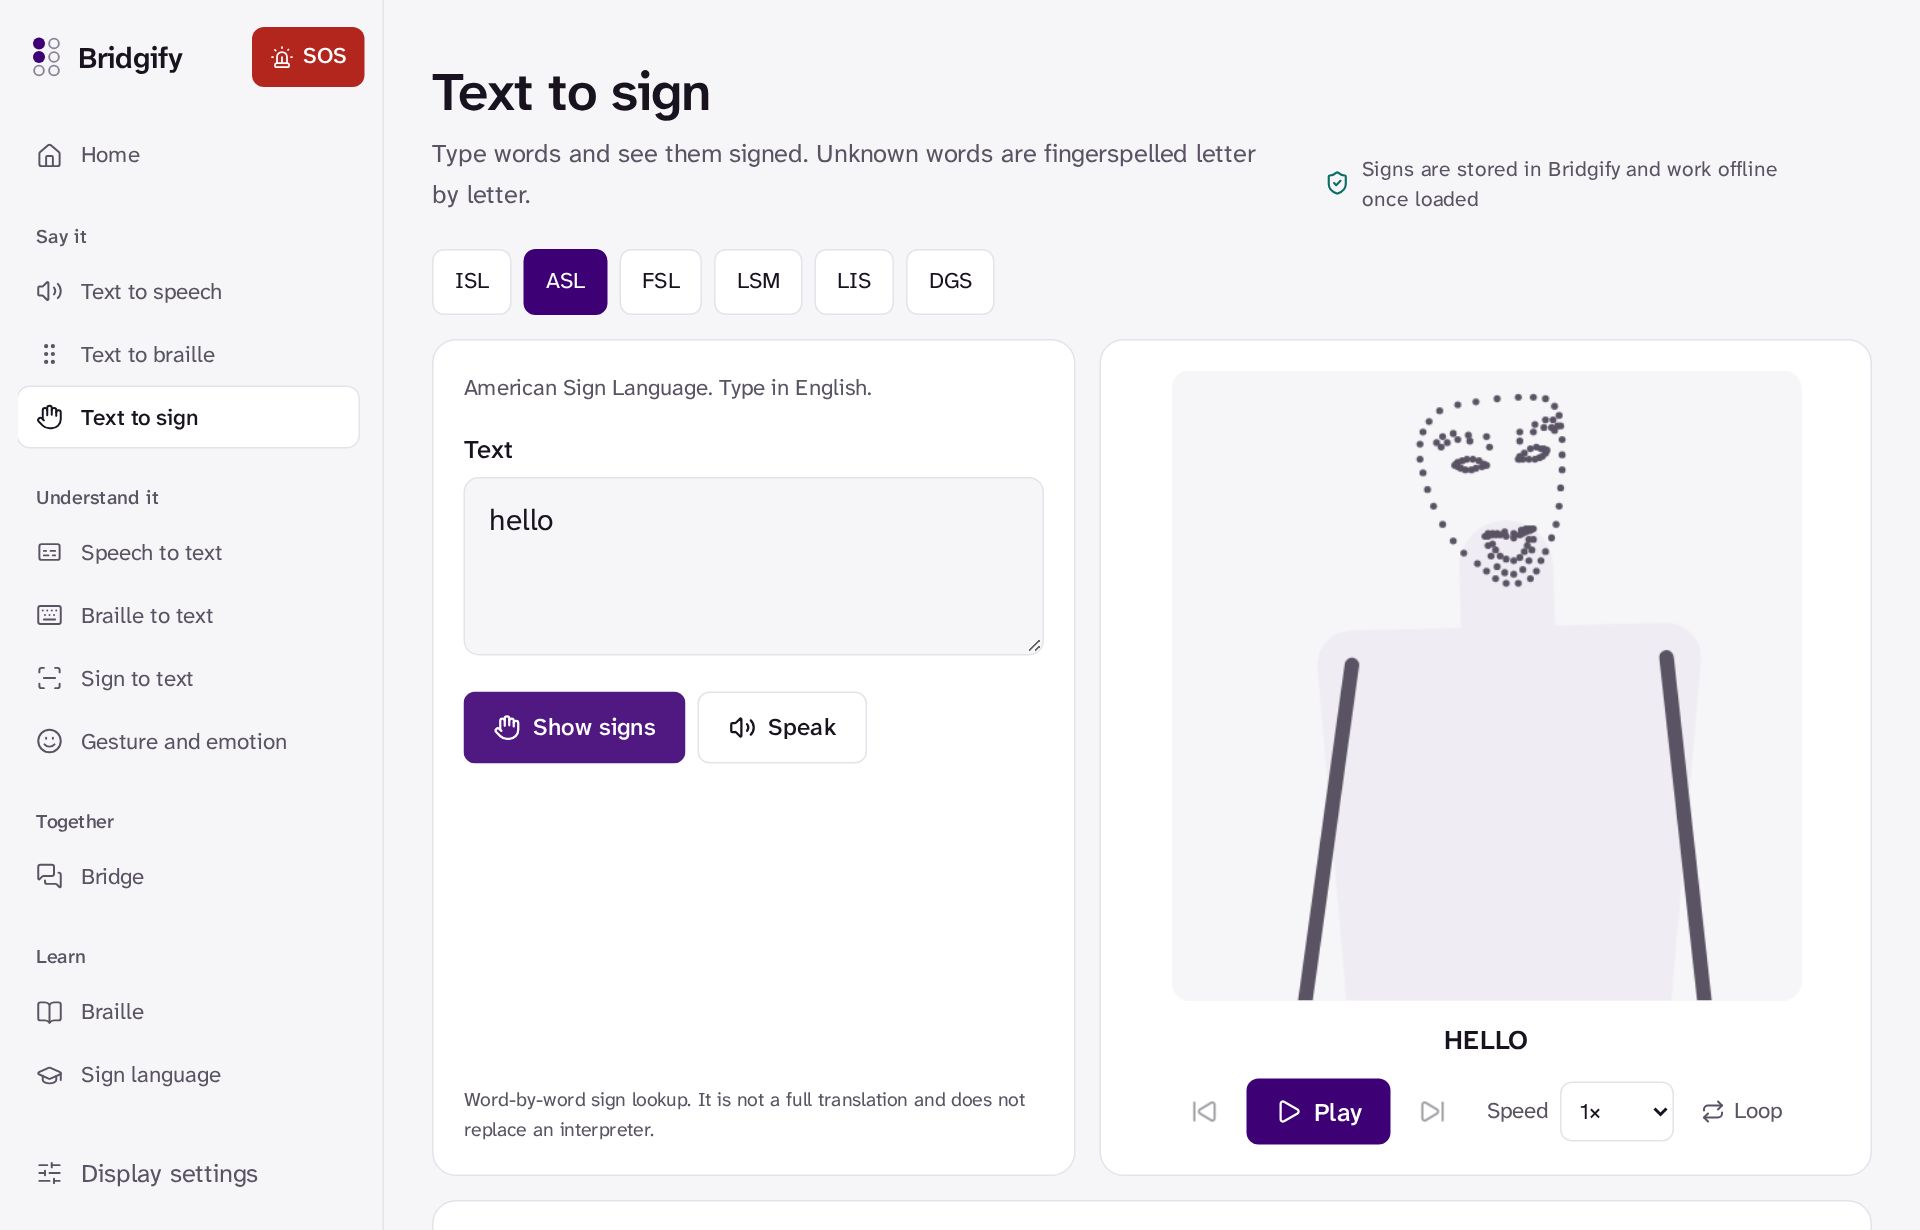 Bridgify
SOS
Home
Say it
Text to speech
Text to braille
Text to sign
Understand it
Speech to text
Braille to text
Sign to text
Gesture and emotion
Together
Bridge
Learn
Braille
Sign language
Display settings
Text to sign
Type words and see them signed. Unknown words are fingerspelled letter
by letter.
Signs are stored in Bridgify and work offline
once loaded
ISL
ASL
FSL
LSM
LIS
DGS
American Sign Language. Type in English.
Text
hello
Show signs
Speak
Word-by-word sign lookup. It is not a full translation and does not
replace an interpreter.
HELLO
Play
Speed
1×
Loop